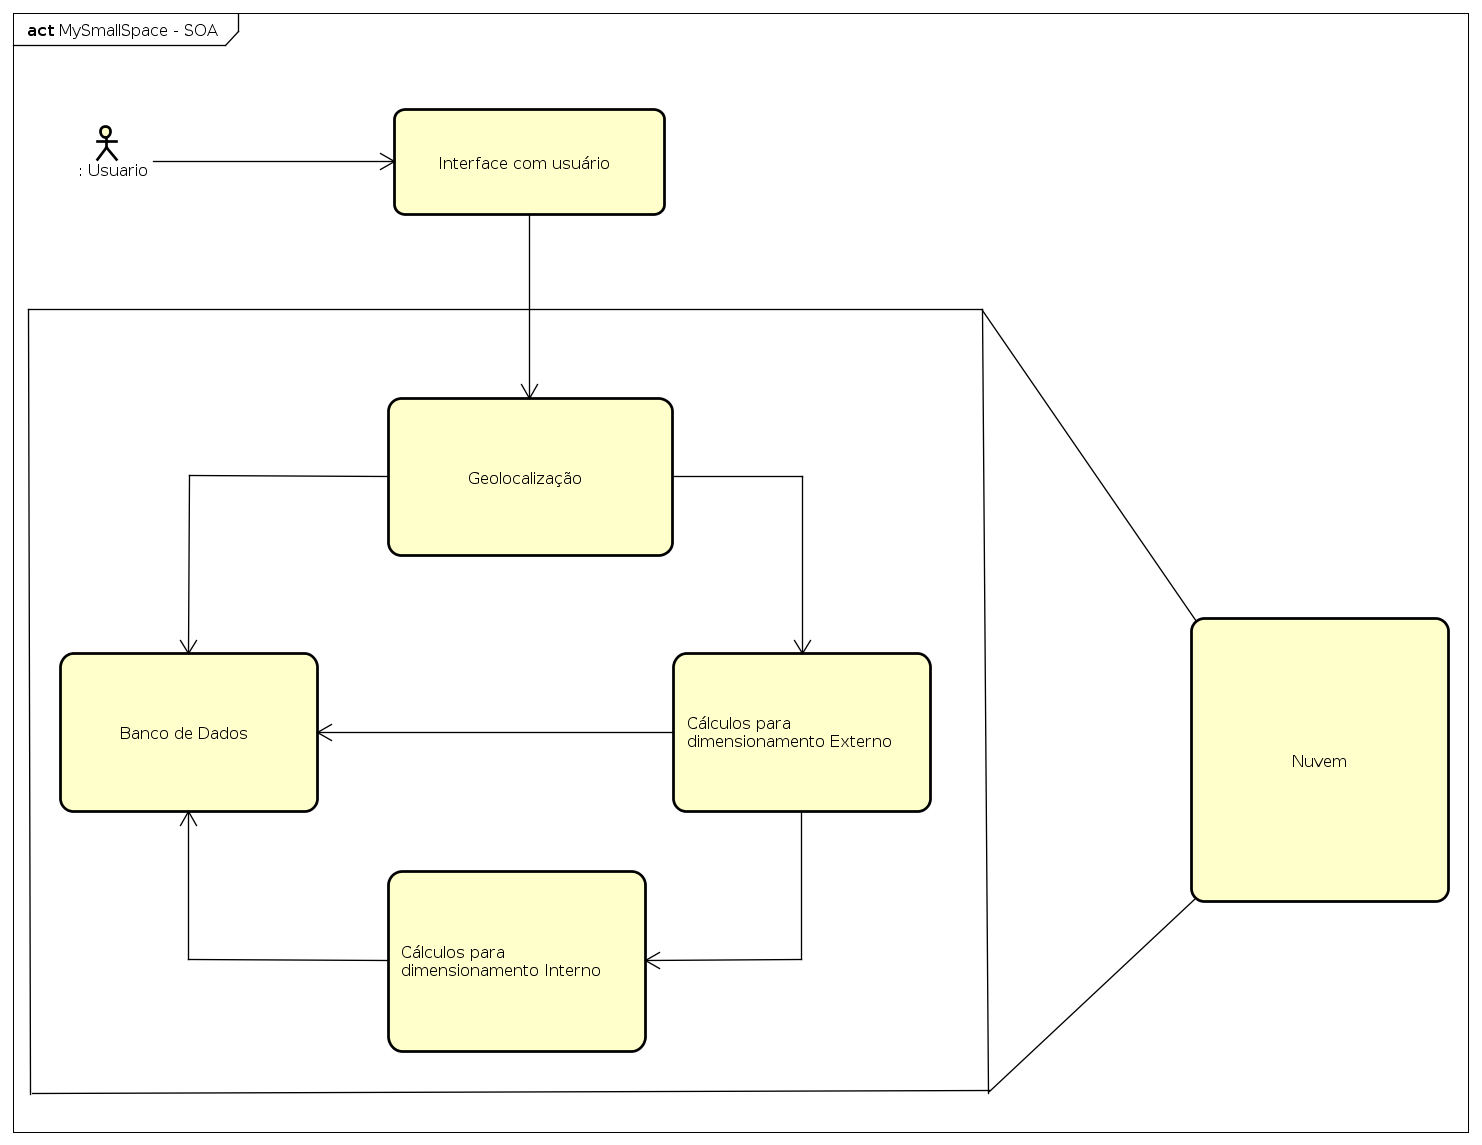 act MySmallSpace - SOA
: Usuario
Interface com usuário
Geolocalização
Banco de Dados
Cálculos para
dimensionamento Externo
Nuvem
Cálculos para
dimensionamento Interno